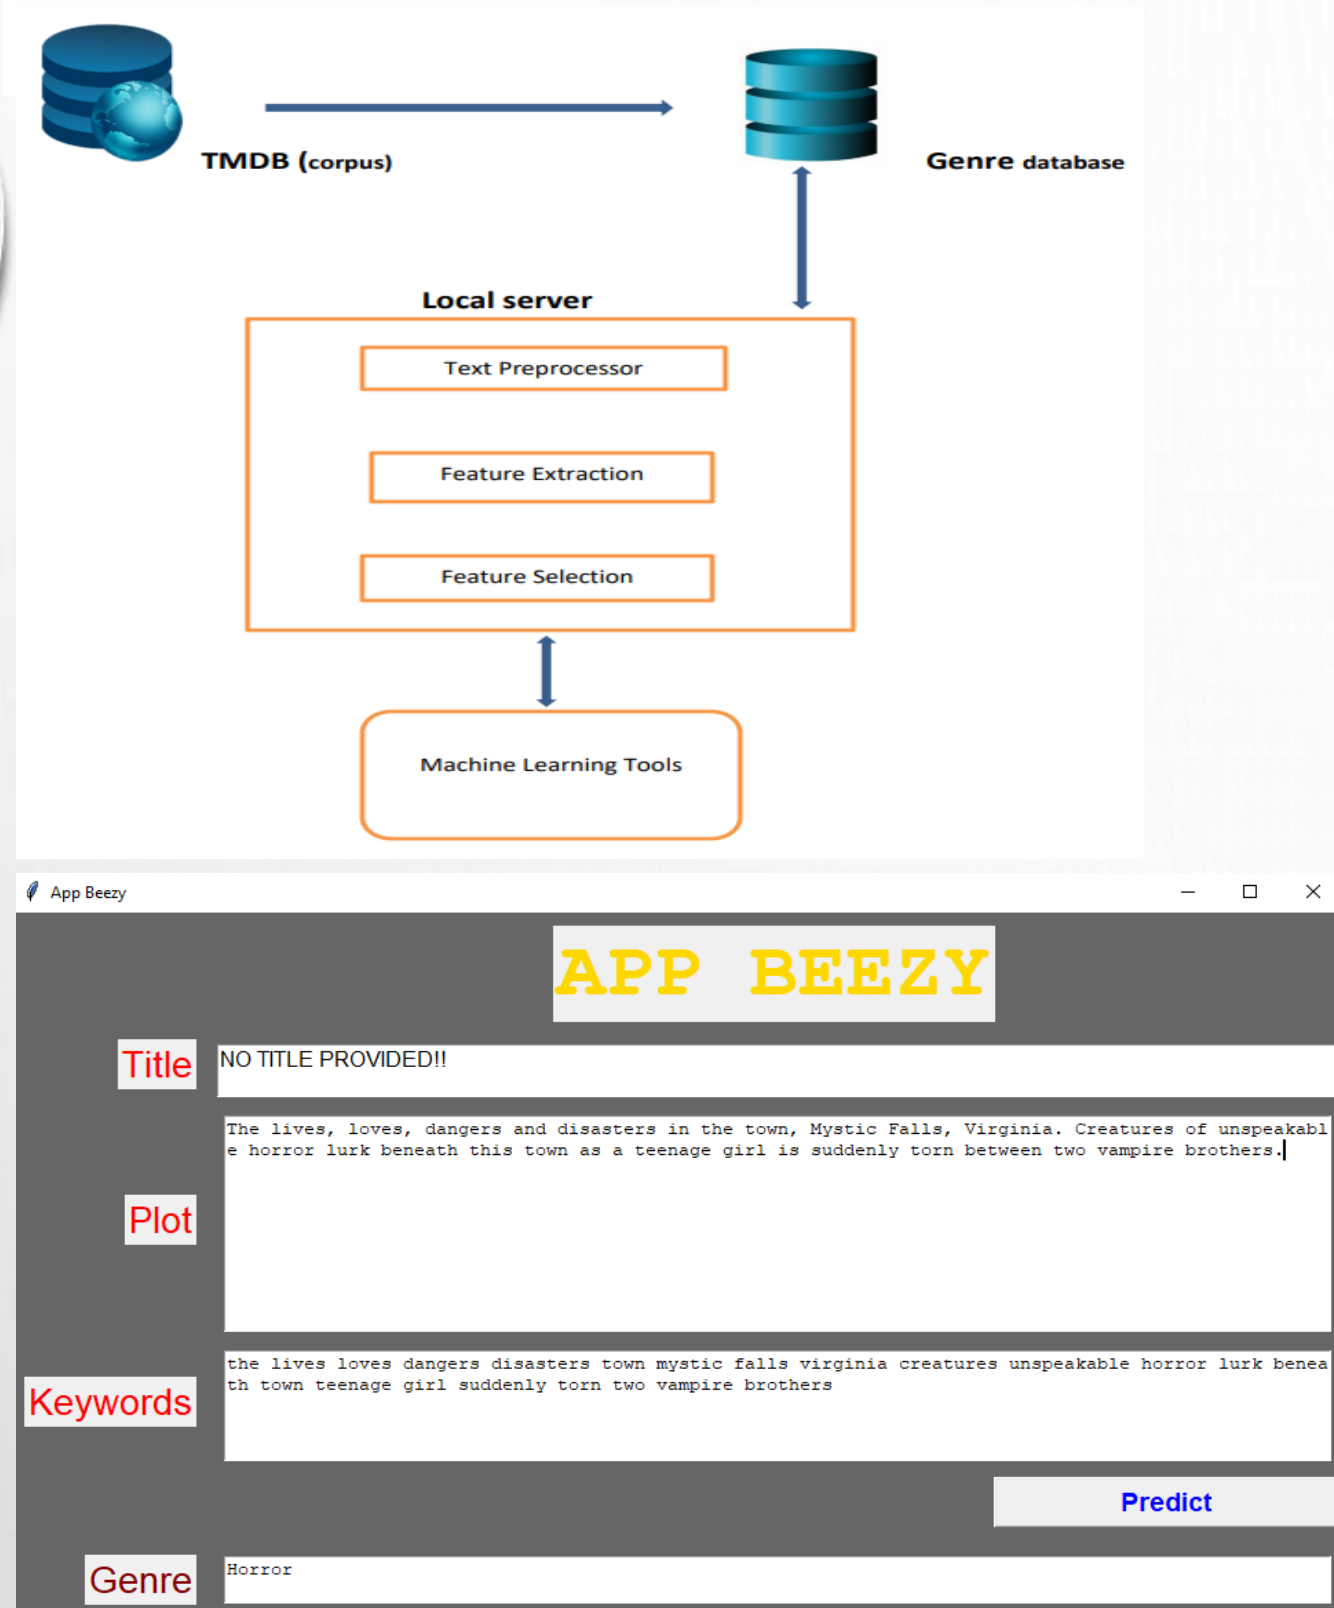 TMDB (corpus)
Genre database
Local server
Text Preprocessor
Feature Extraction
Feature Selection
Machine Learning Tools
App Beezy
APP BEEZY
Title
NO TITLE PROVIDED!!
Plot
The lives, loves, dangers and disasters in the town, Mystic Falls, Virginia. Creatures of unspeakabl
e horror lurk beneath this town as a teenage girl is suddenly torn between two vampire brothers.
Keywords
the lives loves dangers disasters town mystic falls virginia creatures unspeakable horror lurk benea
th town teenage girl suddenly torn two vampire brothers
Predict
Genre
Horror